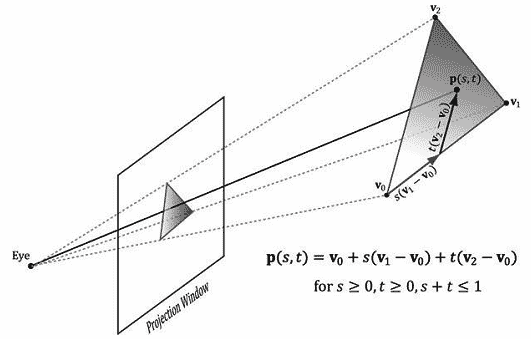 v₂
p(s, t)
v₁
t(v₂ − v₀)
s(v₁ − v₀)
v₀
Eye
p(s, t) = v₀ + s(v₁ − v₀) + t(v₂ − v₀)
for s ≥ 0, t ≥ 0, s + t ≤ 1
Projection Window